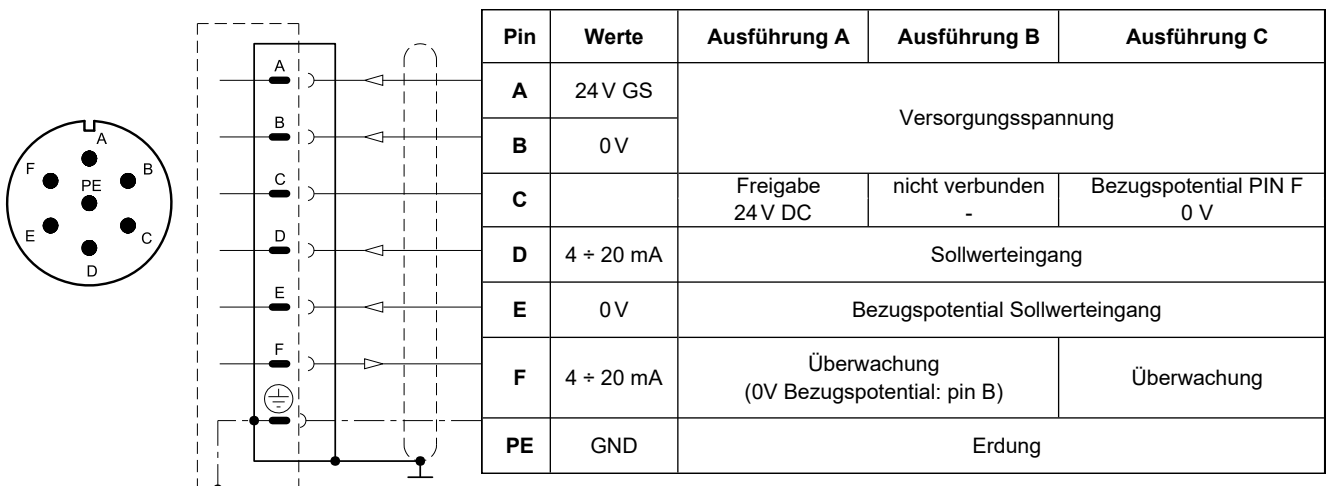 A
B
C
D
E
F
PE
A
B
C
D
E
F
Pin Werte Ausführung A Ausführung B Ausführung C
A 24 V GS Versorgungsspannung
B 0 V
C Freigabe nicht verbunden Bezugspotential PIN F
24 V DC - 0 V
D 4 ÷ 20 mA Sollwerteingang
E 0 V Bezugspotential Sollwerteingang
F 4 ÷ 20 mA Überwachung Überwachung
(0V Bezugspotential: pin B)
PE GND Erdung